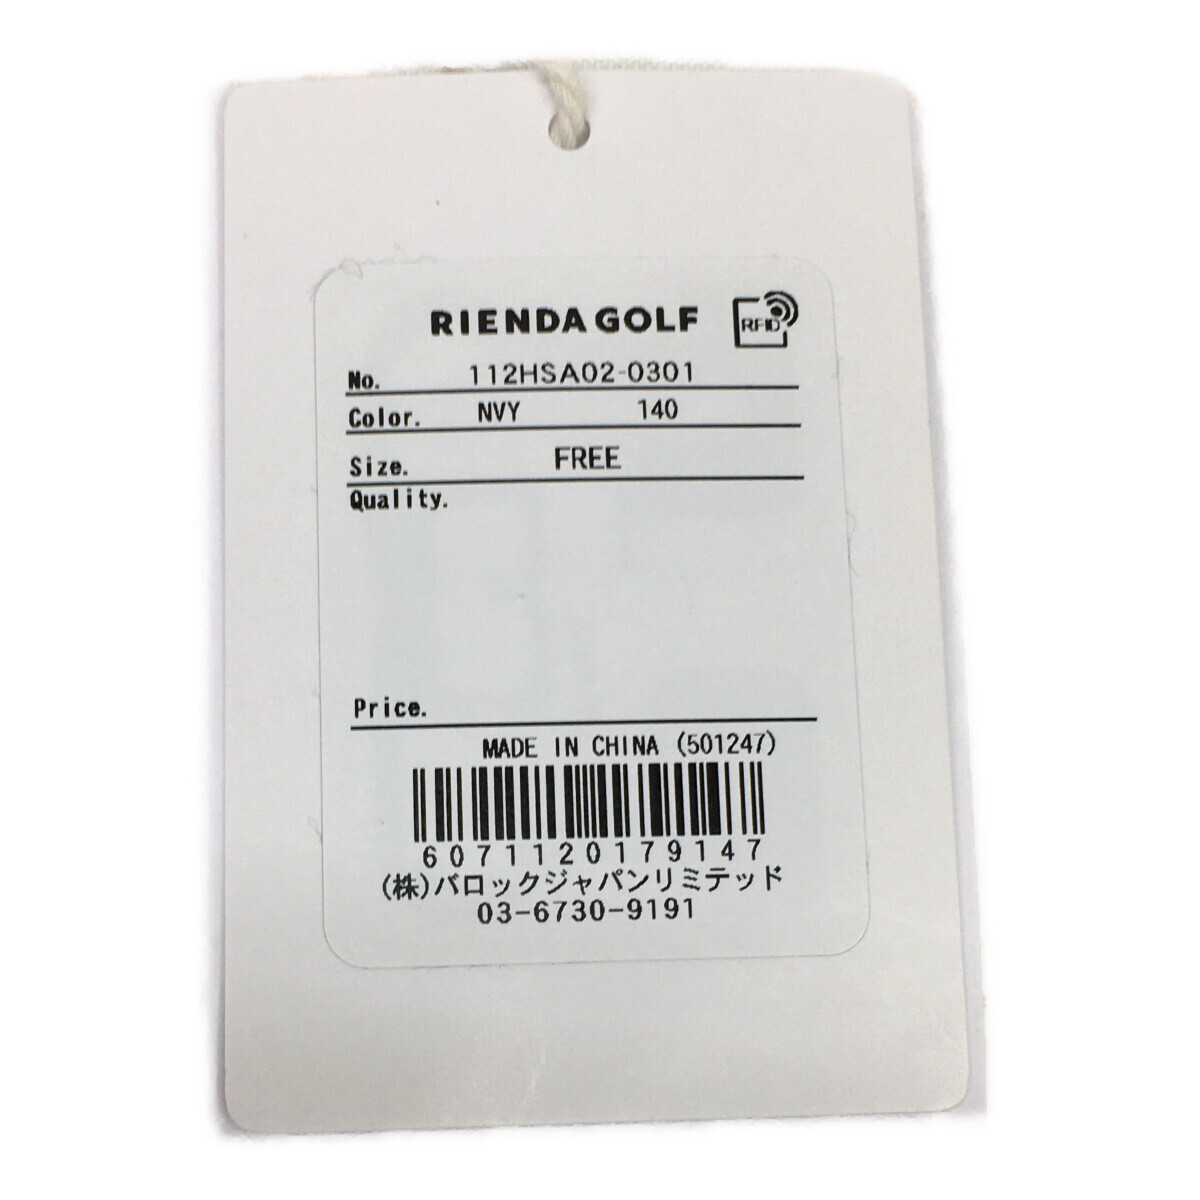 RIENDA GOLF
RFID
No. 112HSA02-0301
Color. NVY 140
Size. FREE
Quality.
Price.
MADE IN CHINA (501247)
6071120179147
(株)バロックジャパンリミテッド
03-6730-9191